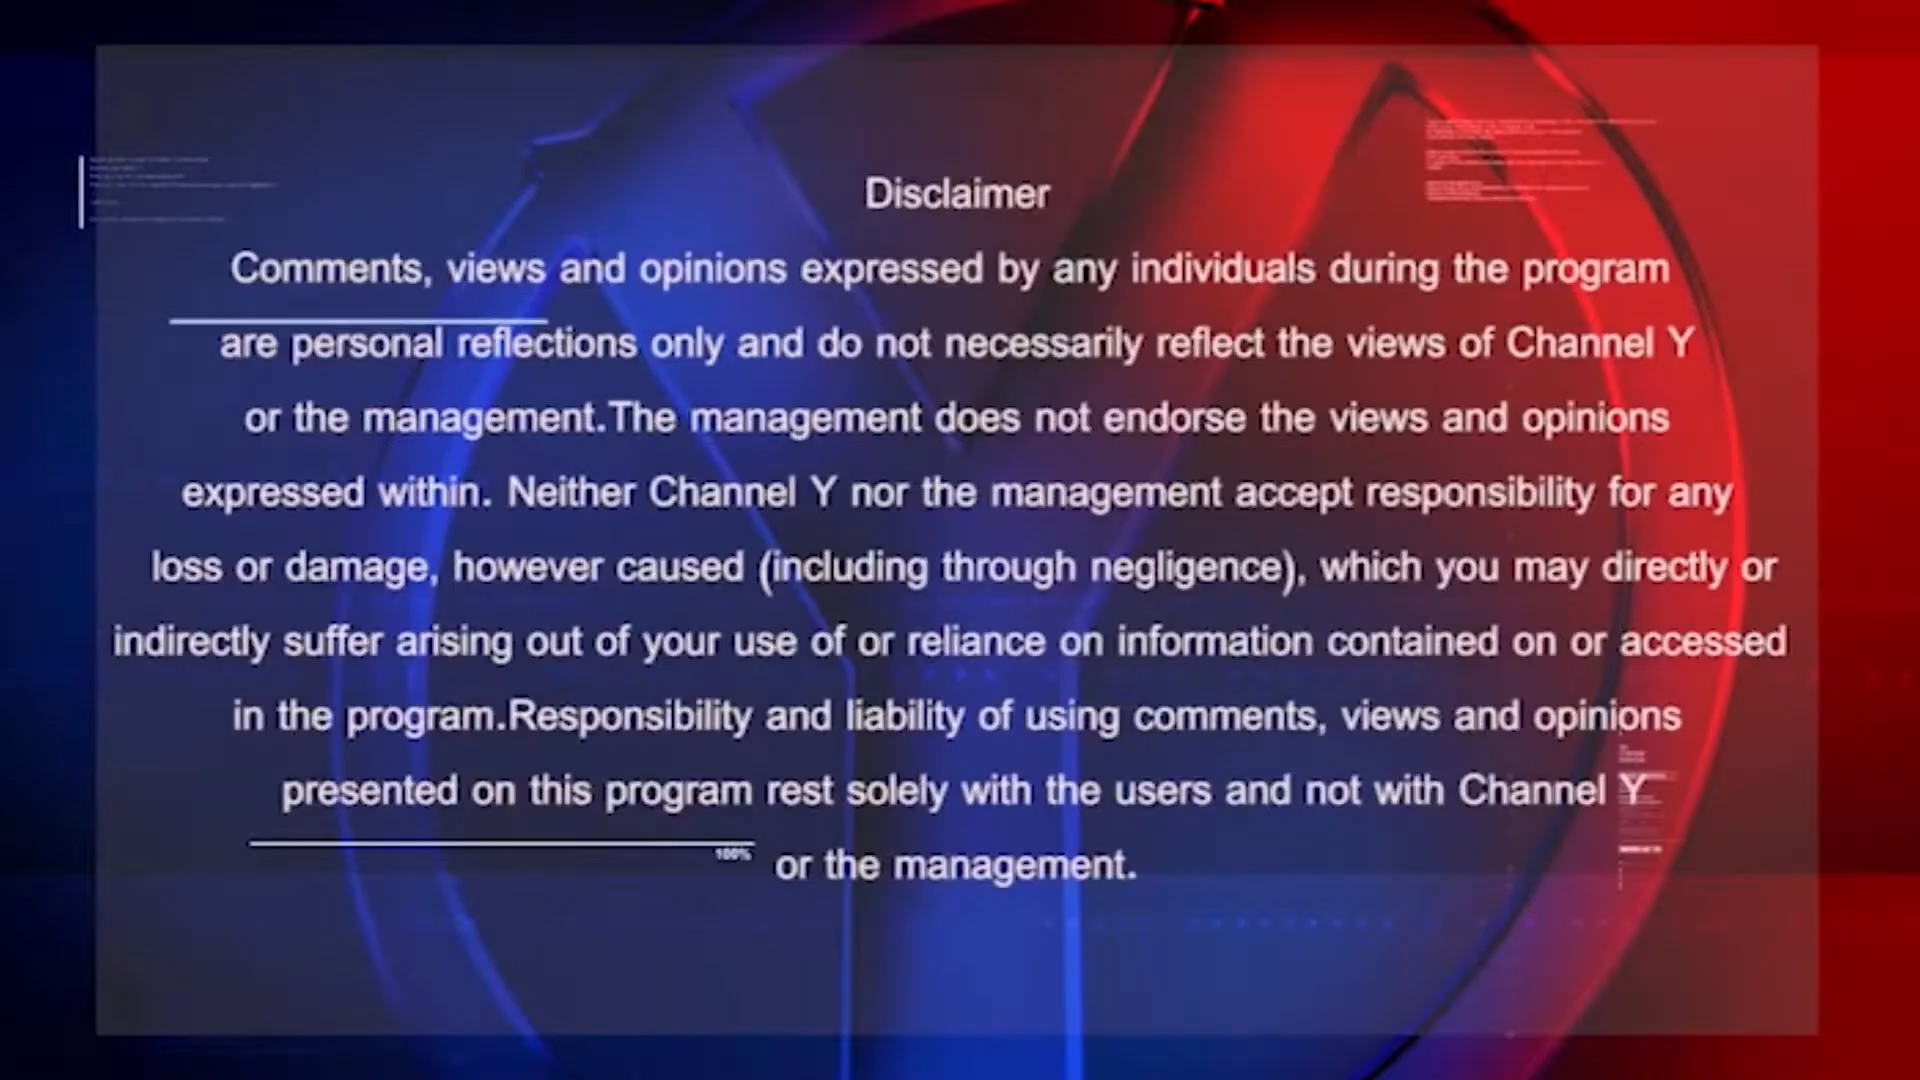 Disclaimer
Comments, views and opinions expressed by any individuals during the program
are personal reflections only and do not necessarily reflect the views of Channel Y
or the management.The management does not endorse the views and opinions
expressed within. Neither Channel Y nor the management accept responsibility for any
loss or damage, however caused (including through negligence), which you may directly or
indirectly suffer arising out of your use of or reliance on information contained on or accessed
in the program.Responsibility and liability of using comments, views and opinions
presented on this program rest solely with the users and not with Channel Y
100%
or the management.